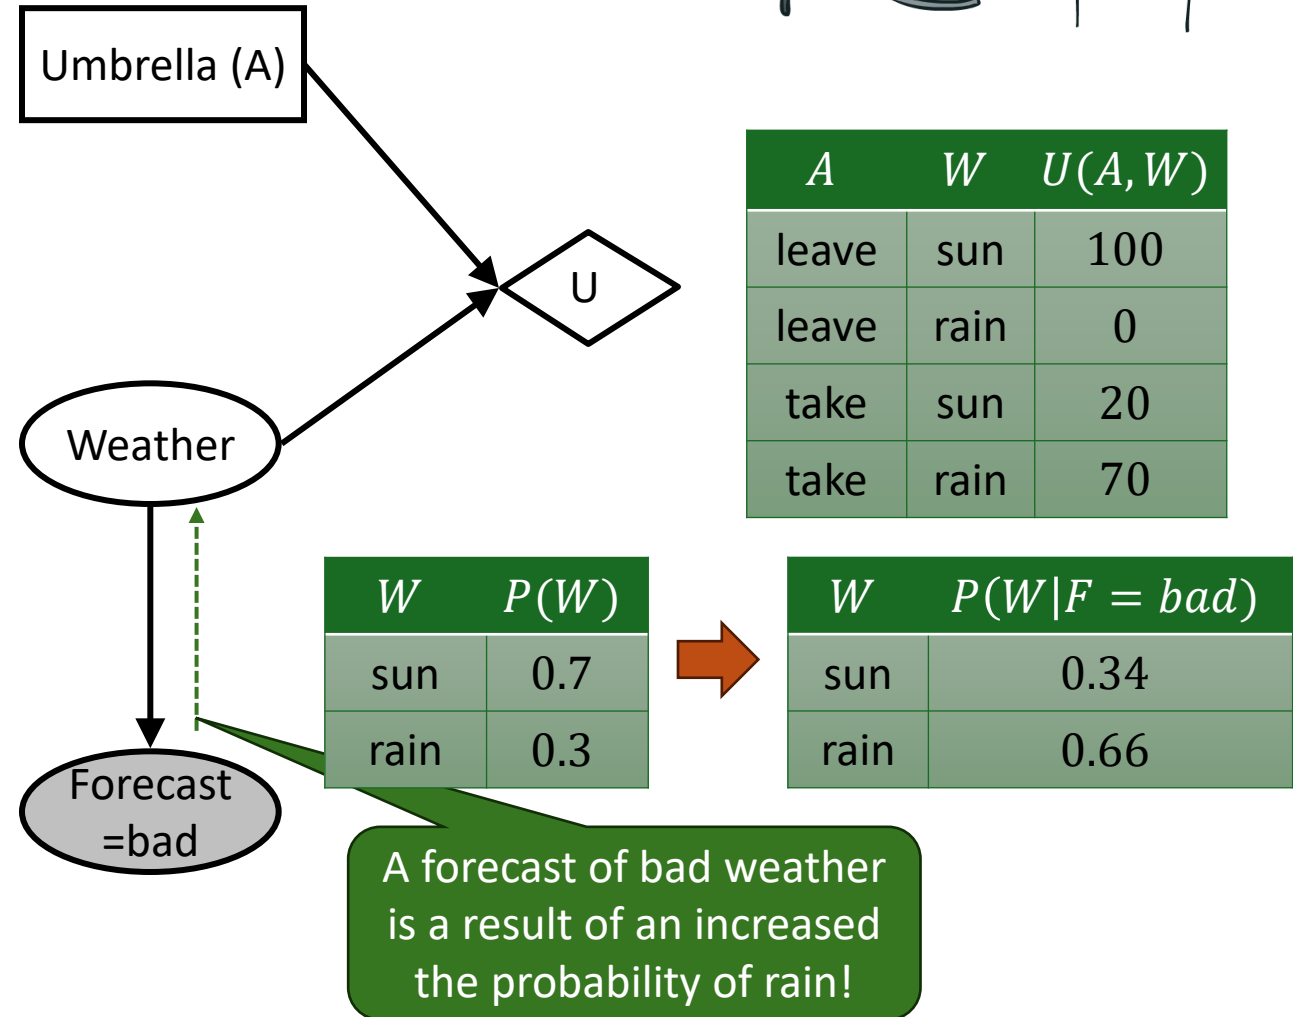 Umbrella (A)
U
Weather
Forecast
=bad
A W U(A,W)
leave sun 100
leave rain 0
take sun 20
take rain 70
W P(W)
sun 0.7
rain 0.3
W P(W|F = bad)
sun 0.34
rain 0.66
A forecast of bad weather
is a result of an increased
the probability of rain!